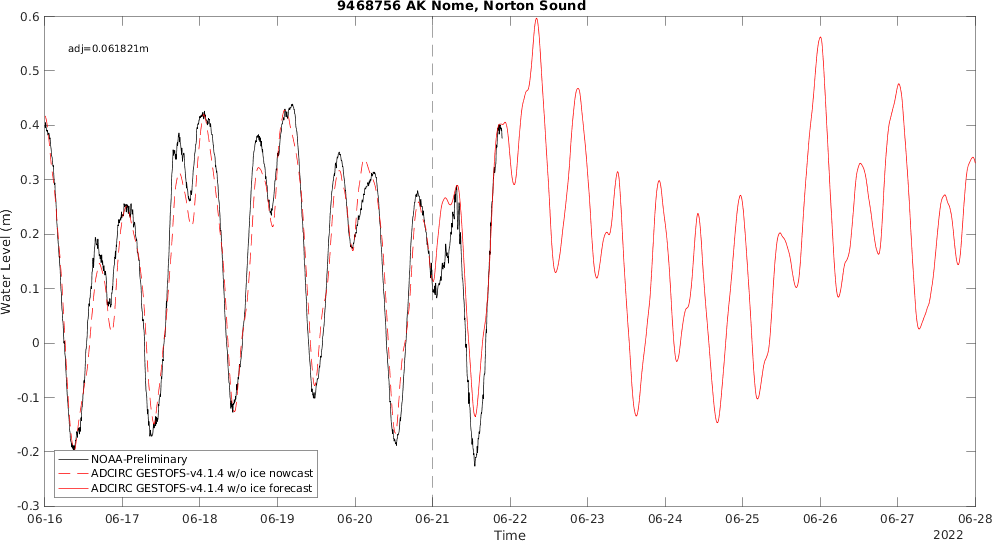 9468756 AK Nome, Norton Sound
adj=0.061821m
0.6
0.5
0.4
0.3
0.2
0.1
0
-0.1
-0.2
-0.3
Water Level (m)
NOAA-Preliminary
ADCIRC GESTOFS-v4.1.4 w/o ice nowcast
ADCIRC GESTOFS-v4.1.4 w/o ice forecast
06-16 06-17 06-18 06-19 06-20 06-21 06-22 06-23 06-24 06-25 06-26 06-27 06-28
Time
2022